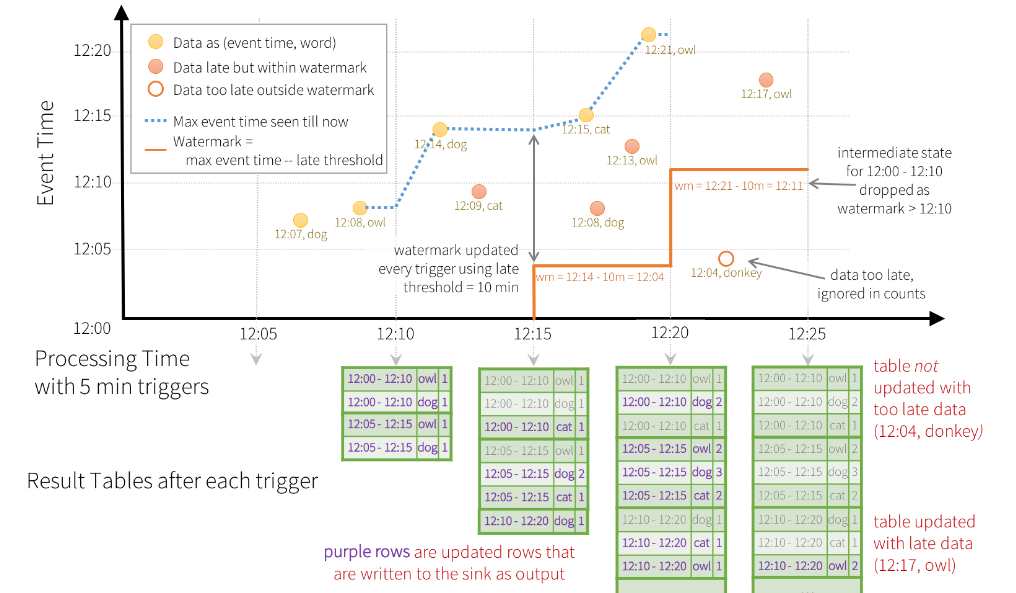 Data as (event time, word)
Data late but within watermark
Data too late outside watermark
Max event time seen till now
Watermark =
max event time -- late threshold
Event Time
12:20
12:15
12:10
12:05
12:00
12:07, dog
12:08, owl
12:14, dog
12:09, cat
12:15, cat
12:08, dog
12:13, owl
12:21, owl
12:17, owl
12:04, donkey
watermark updated
every trigger using late
threshold = 10 min
wm = 12:14 - 10m = 12:04
wm = 12:21 - 10m = 12:11
intermediate state
for 12:00 - 12:10
dropped as
watermark > 12:10
data too late,
ignored in counts
12:05
12:10
12:15
12:20
12:25
Processing Time
with 5 min triggers
Result Tables after each trigger
12:00 - 12:10 owl 1
12:00 - 12:10 dog 1
12:05 - 12:15 owl 1
12:05 - 12:15 dog 1
12:00 - 12:10 owl 1
12:00 - 12:10 dog 1
12:00 - 12:10 cat 1
12:05 - 12:15 owl 1
12:05 - 12:15 dog 2
12:05 - 12:15 cat 1
12:10 - 12:20 dog 1
12:00 - 12:10 owl 1
12:00 - 12:10 dog 2
12:00 - 12:10 cat 1
12:05 - 12:15 owl 2
12:05 - 12:15 dog 3
12:05 - 12:15 cat 2
12:10 - 12:20 dog 1
12:10 - 12:20 cat 1
12:10 - 12:20 owl 1
12:00 - 12:10 owl 1
12:00 - 12:10 dog 2
12:00 - 12:10 cat 1
12:05 - 12:15 owl 2
12:05 - 12:15 dog 3
12:05 - 12:15 cat 2
12:10 - 12:20 dog 1
12:10 - 12:20 cat 1
12:10 - 12:20 owl 2
purple rows are updated rows that
are written to the sink as output
table not
updated with
too late data
(12:04, donkey)
table updated
with late data
(12:17, owl)